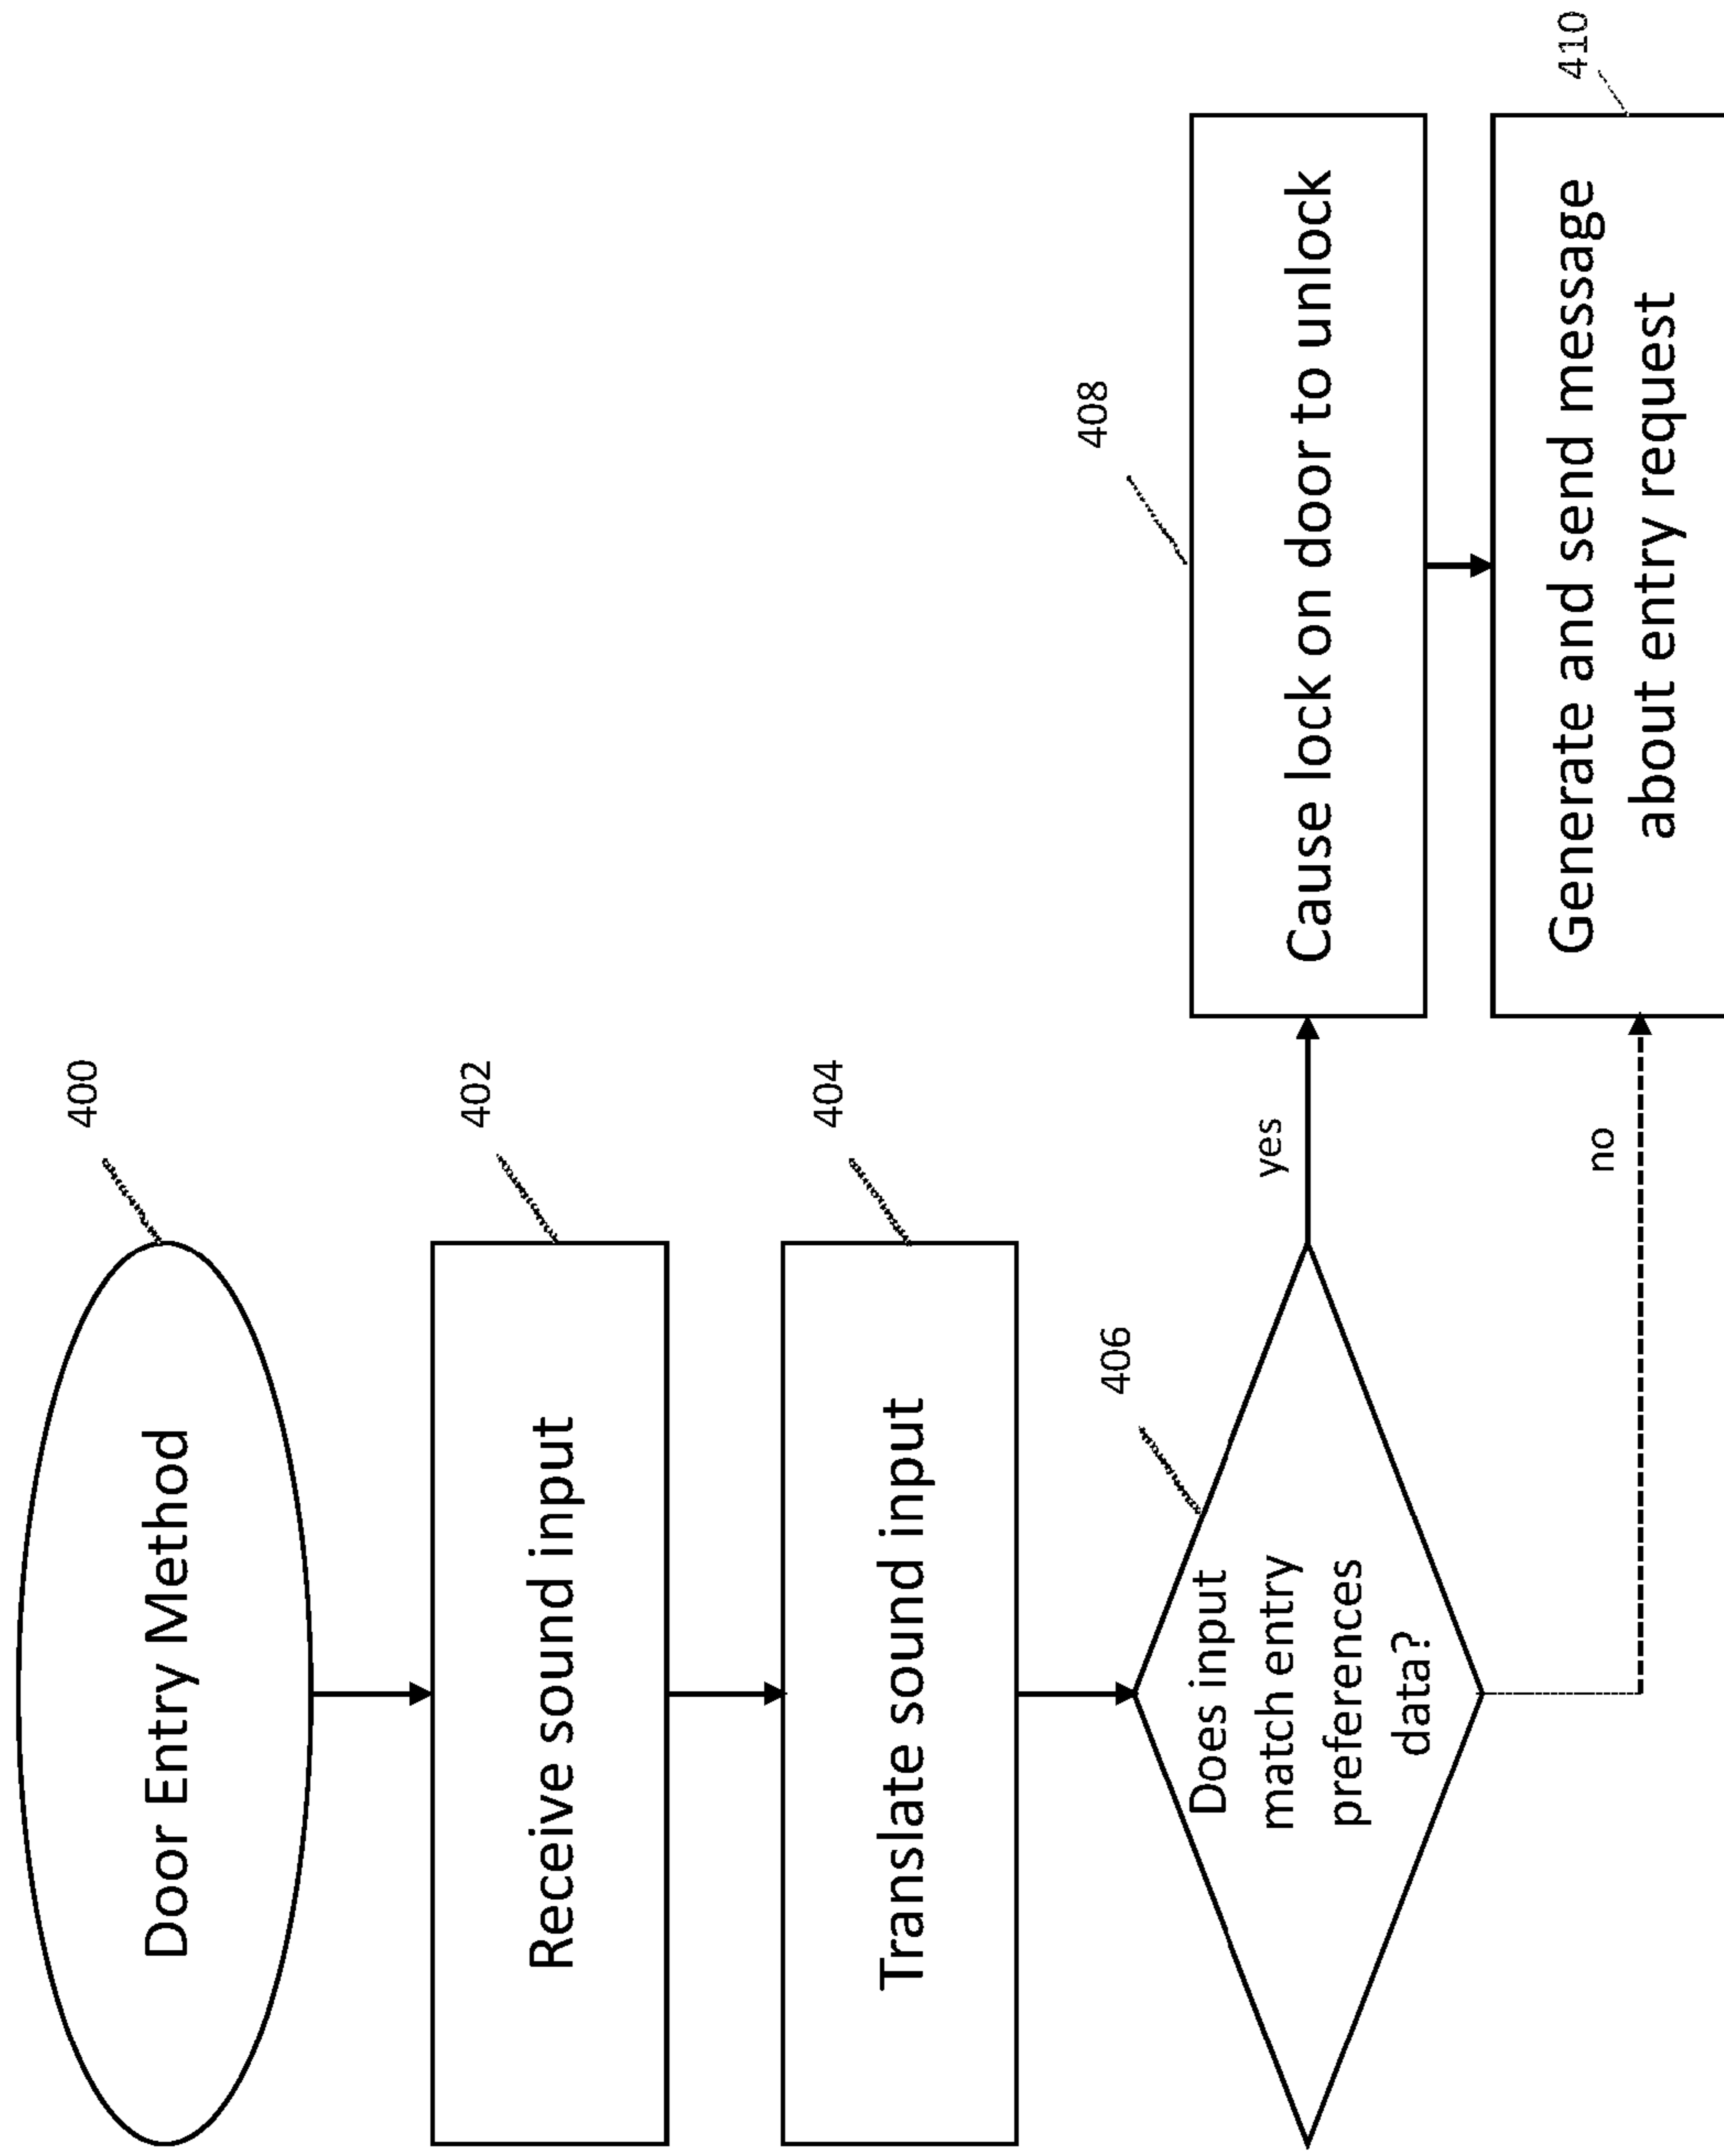 Door Entry Method
400
Receive sound input
402
Translate sound input
404
Does input
match entry
preferences
data?
406
yes
no
Cause lock on door to unlock
408
Generate and send message
about entry request
410